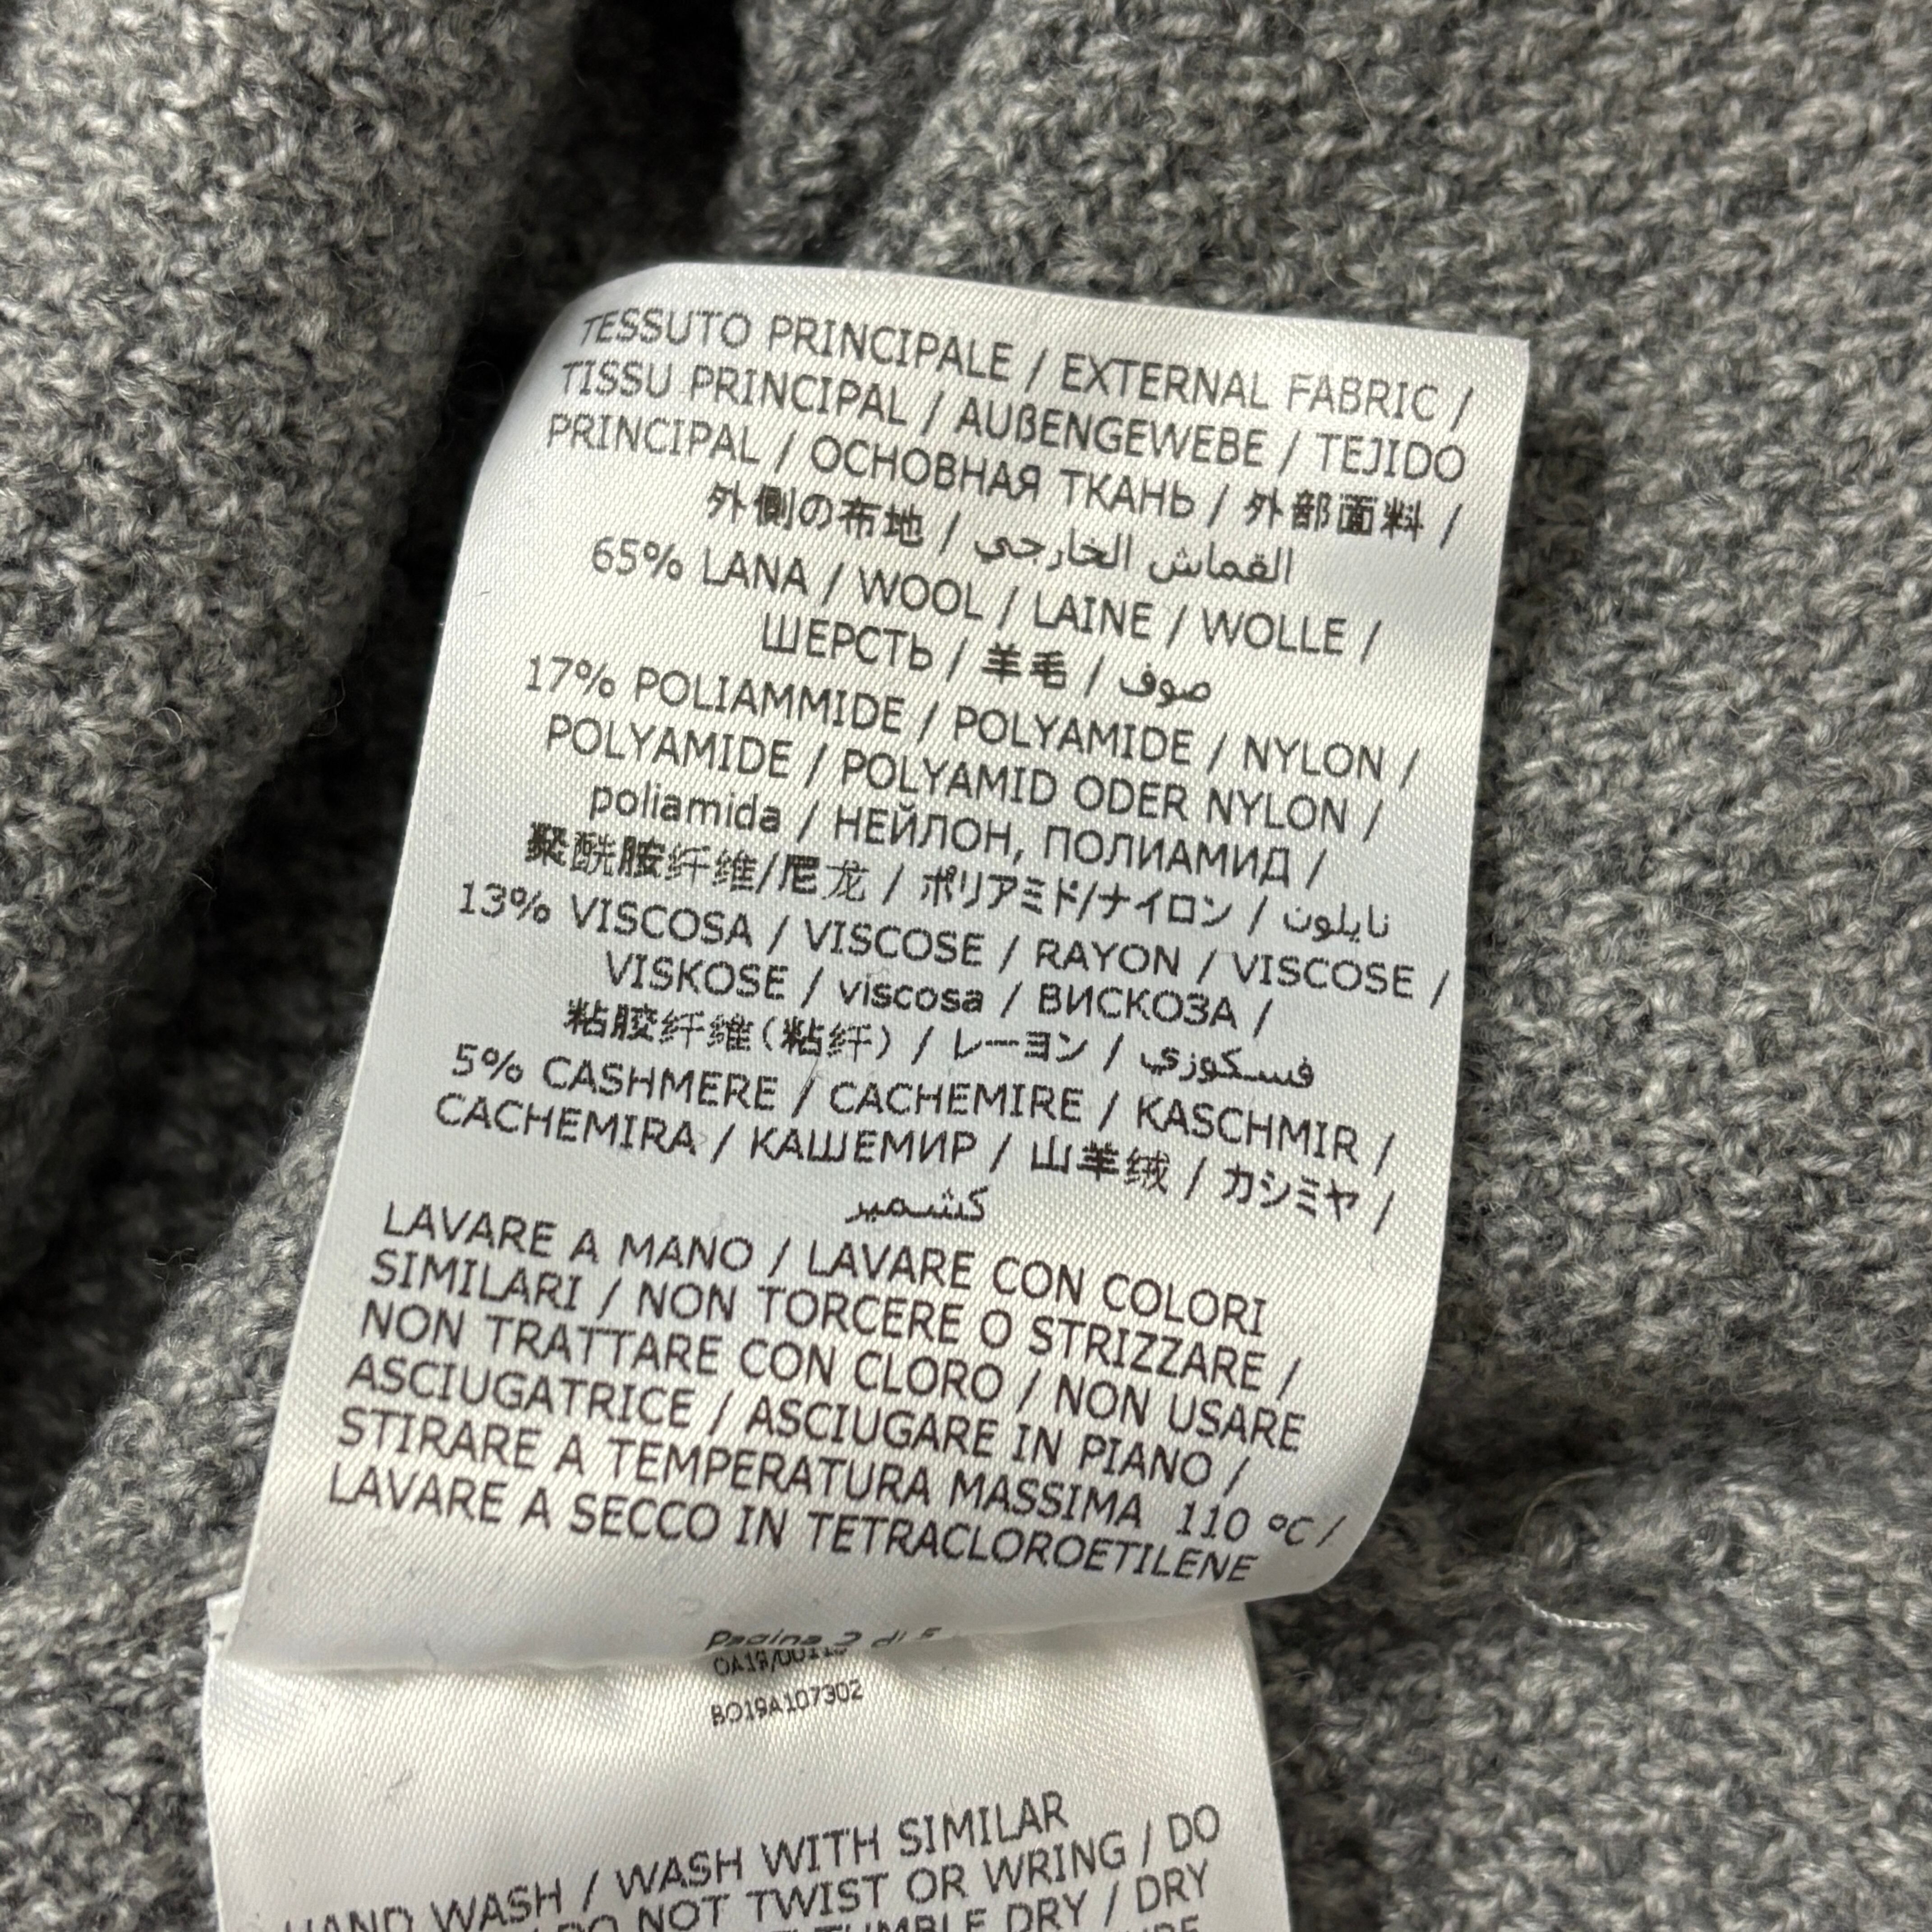 TESSUTO PRINCIPALE / EXTERNAL FABRIC /
TISSU PRINCIPAL / AUßENGEWEBE / TEJIDO
PRINCIPAL / ОСНОВНАЯ ТКАНЬ / 外部面料 /
外側の布地 / القماش الخارجي
65% LANA / WOOL / LAINE / WOLLE /
ШЕРСТЬ / 羊毛 / صوف
17% POLIAMMIDE / POLYAMIDE / NYLON /
POLYAMIDE / POLYAMID ODER NYLON /
poliamida / НЕЙЛОН, ПОЛИАМИД /
聚酰胺纤维/尼龙 / ポリアミド/ナイロン / نايلون
13% VISCOSA / VISCOSE / RAYON / VISCOSE /
VISKOSE / viscosa / ВИСКОЗА /
粘胶纤维(粘纤) / レーヨン / فسكوزي
5% CASHMERE / CACHEMIRE / KASCHMIR /
CACHEMIRA / КАШЕМИР / 山羊绒 / カシミヤ /
كشمير
LAVARE A MANO / LAVARE CON COLORI
SIMILARI / NON TORCERE O STRIZZARE /
NON TRATTARE CON CLORO / NON USARE
ASCIUGATRICE / ASCIUGARE IN PIANO /
STIRARE A TEMPERATURA MASSIMA 110 °C /
LAVARE A SECCO IN TETRACLOROETILENE
Pagina 2 di 5
BO19A107302
HAND WASH / WASH WITH SIMILAR
/ DO NOT TWIST OR WRING / DO
TUMBLE DRY / DRY